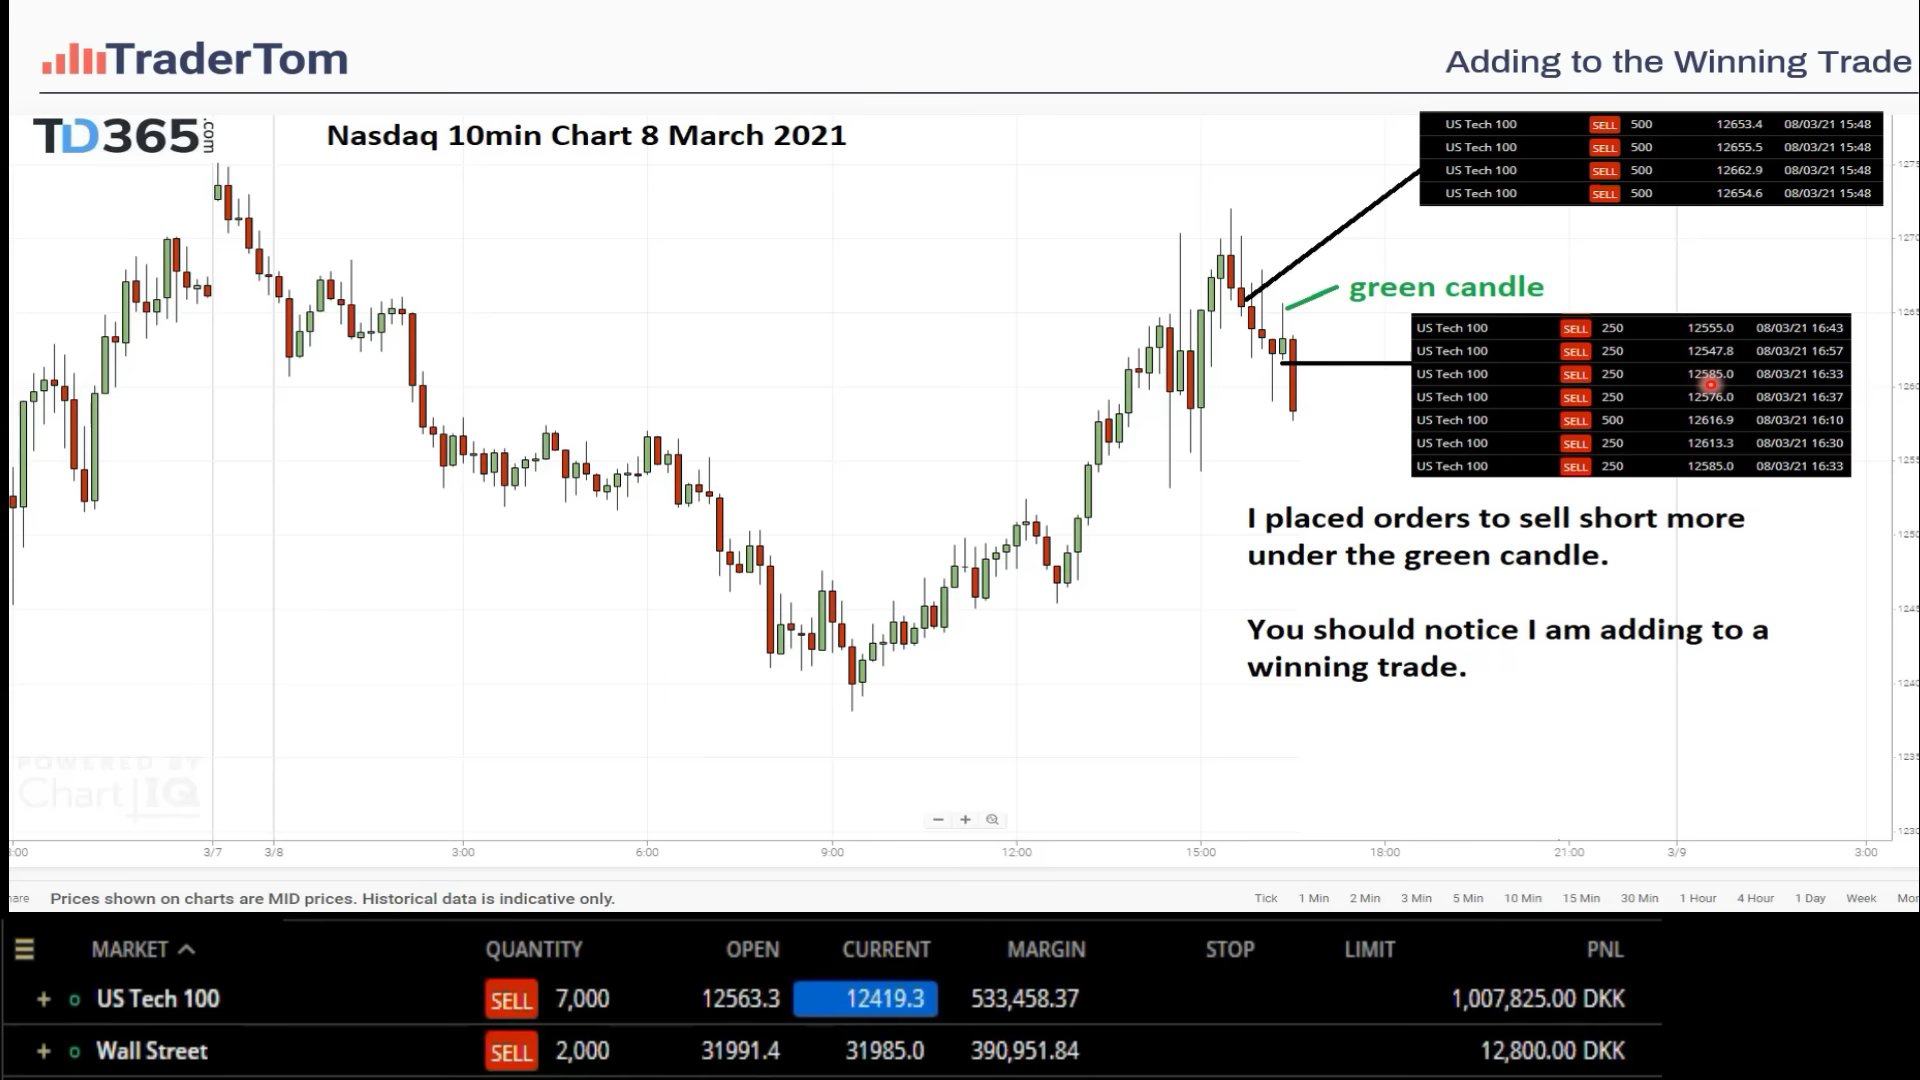 TraderTom
Adding to the Winning Trade
TD365.com
Nasdaq 10min Chart 8 March 2021
US Tech 100 SELL 500 12653.4 08/03/21 15:48
US Tech 100 SELL 500 12655.5 08/03/21 15:48
US Tech 100 SELL 500 12662.9 08/03/21 15:48
US Tech 100 SELL 500 12654.6 08/03/21 15:48
green candle
US Tech 100 SELL 250 12555.0 08/03/21 16:43
US Tech 100 SELL 250 12547.8 08/03/21 16:57
US Tech 100 SELL 250 12585.0 08/03/21 16:33
US Tech 100 SELL 250 12576.0 08/03/21 16:37
US Tech 100 SELL 500 12616.9 08/03/21 16:10
US Tech 100 SELL 250 12613.3 08/03/21 16:30
US Tech 100 SELL 250 12585.0 08/03/21 16:33
I placed orders to sell short more
under the green candle.
You should notice I am adding to a
winning trade.
POWERED BY
Chart|IQ
3/7 3/8 3:00 6:00 9:00 12:00 15:00 18:00 21:00 3/9 3:00
Prices shown on charts are MID prices. Historical data is indicative only.
Tick 1 Min 2 Min 3 Min 5 Min 10 Min 15 Min 30 Min 1 Hour 4 Hour 1 Day Week
MARKET QUANTITY OPEN CURRENT MARGIN STOP LIMIT PNL
US Tech 100 SELL 7,000 12563.3 12419.3 533,458.37 1,007,825.00 DKK
Wall Street SELL 2,000 31991.4 31985.0 390,951.84 12,800.00 DKK